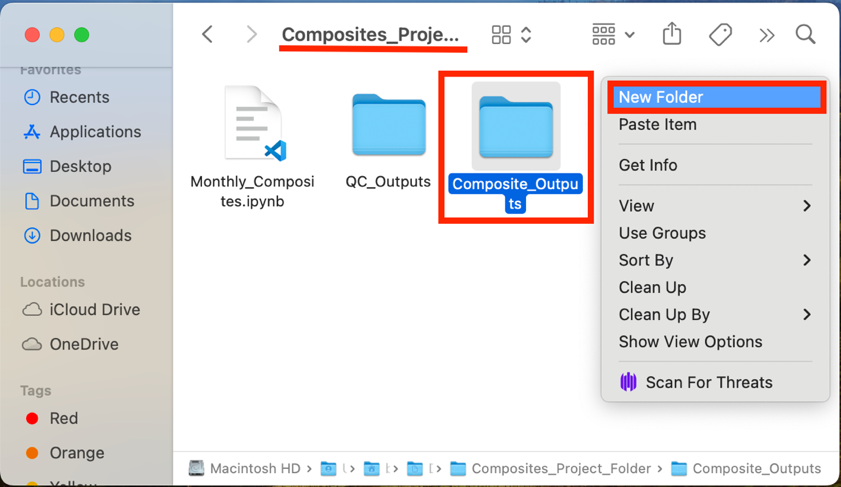 Composites_Proje...
Favorites
Recents
Applications
Desktop
Documents
Downloads
Locations
iCloud Drive
OneDrive
Tags
Red
Orange
Yellow
Monthly_Composi
tes.ipynb
QC_Outputs
Composite_Outpu
ts
New Folder
Paste Item
Get Info
View
Use Groups
Sort By
Clean Up
Clean Up By
Show View Options
Scan For Threats
Macintosh HD › › › › Composites_Project_Folder › Composite_Outputs